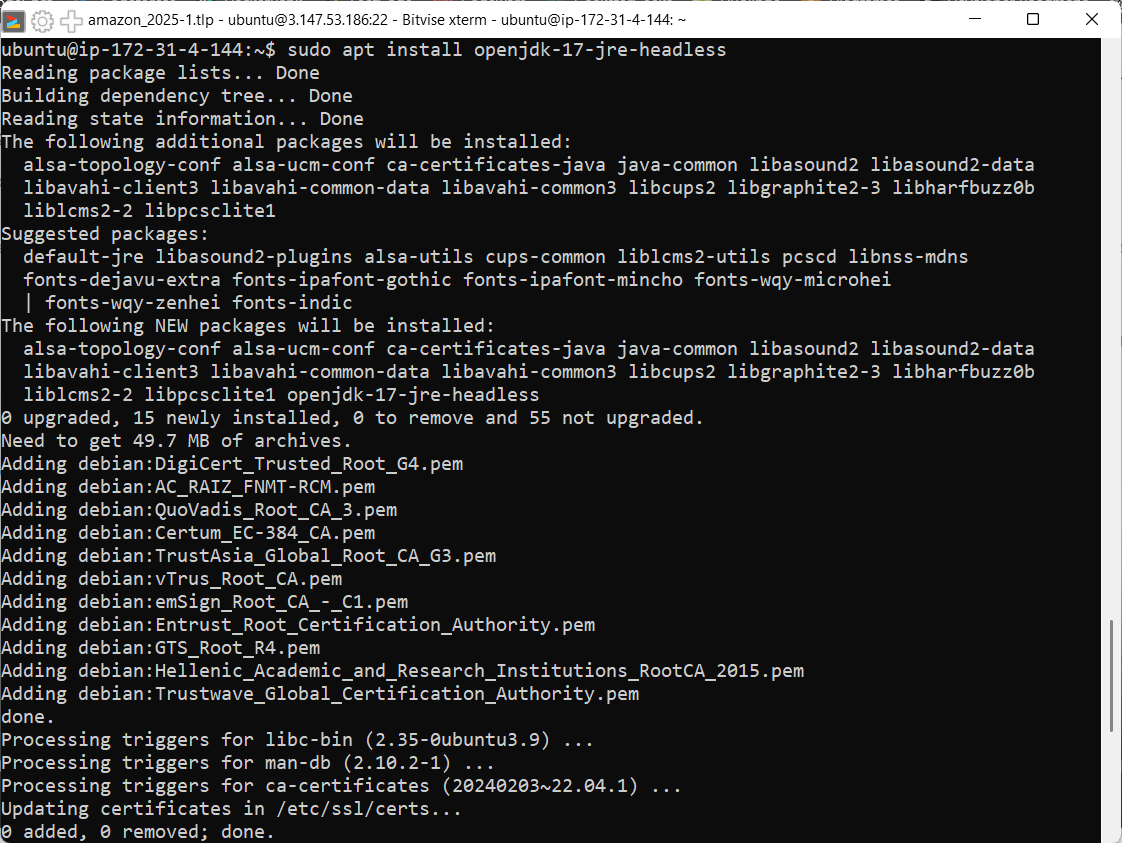 amazon_2025-1.tlp - ubuntu@3.147.53.186:22 - Bitvise xterm - ubuntu@ip-172-31-4-144: ~
ubuntu@ip-172-31-4-144:~$ sudo apt install openjdk-17-jre-headless
Reading package lists... Done
Building dependency tree... Done
Reading state information... Done
The following additional packages will be installed:
  alsa-topology-conf alsa-ucm-conf ca-certificates-java java-common libasound2 libasound2-data
  libavahi-client3 libavahi-common-data libavahi-common3 libcups2 libgraphite2-3 libharfbuzz0b
  liblcms2-2 libpcsclite1
Suggested packages:
  default-jre libasound2-plugins alsa-utils cups-common liblcms2-utils pcscd libnss-mdns
  fonts-dejavu-extra fonts-ipafont-gothic fonts-ipafont-mincho fonts-wqy-microhei
  | fonts-wqy-zenhei fonts-indic
The following NEW packages will be installed:
  alsa-topology-conf alsa-ucm-conf ca-certificates-java java-common libasound2 libasound2-data
  libavahi-client3 libavahi-common-data libavahi-common3 libcups2 libgraphite2-3 libharfbuzz0b
  liblcms2-2 libpcsclite1 openjdk-17-jre-headless
0 upgraded, 15 newly installed, 0 to remove and 55 not upgraded.
Need to get 49.7 MB of archives.
Adding debian:DigiCert_Trusted_Root_G4.pem
Adding debian:AC_RAIZ_FNMT-RCM.pem
Adding debian:QuoVadis_Root_CA_3.pem
Adding debian:Certum_EC-384_CA.pem
Adding debian:TrustAsia_Global_Root_CA_G3.pem
Adding debian:vTrus_Root_CA.pem
Adding debian:emSign_Root_CA_-_C1.pem
Adding debian:Entrust_Root_Certification_Authority.pem
Adding debian:GTS_Root_R4.pem
Adding debian:Hellenic_Academic_and_Research_Institutions_RootCA_2015.pem
Adding debian:Trustwave_Global_Certification_Authority.pem
done.
Processing triggers for libc-bin (2.35-0ubuntu3.9) ...
Processing triggers for man-db (2.10.2-1) ...
Processing triggers for ca-certificates (20240203~22.04.1) ...
Updating certificates in /etc/ssl/certs...
0 added, 0 removed; done.